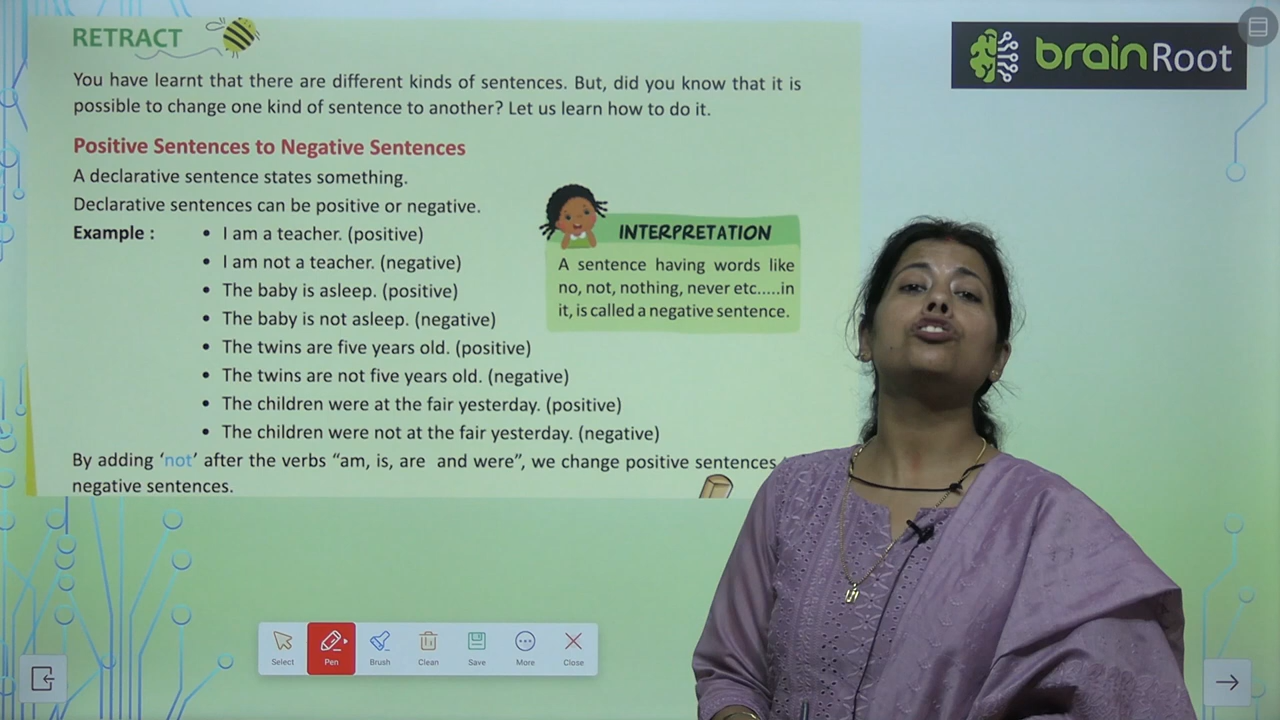 RETRACT
brainRoot
You have learnt that there are different kinds of sentences. But, did you know that it is
possible to change one kind of sentence to another? Let us learn how to do it.
Positive Sentences to Negative Sentences
A declarative sentence states something.
Declarative sentences can be positive or negative.
Example :
• I am a teacher. (positive)
• I am not a teacher. (negative)
• The baby is asleep. (positive)
• The baby is not asleep. (negative)
• The twins are five years old. (positive)
• The twins are not five years old. (negative)
• The children were at the fair yesterday. (positive)
• The children were not at the fair yesterday. (negative)
INTERPRETATION
A sentence having words like
no, not, nothing, never etc.....in
it, is called a negative sentence.
By adding ‘not’ after the verbs “am, is, are and were”, we change positive sentences
negative sentences.
Select
Pen
Brush
Clean
Save
More
Close